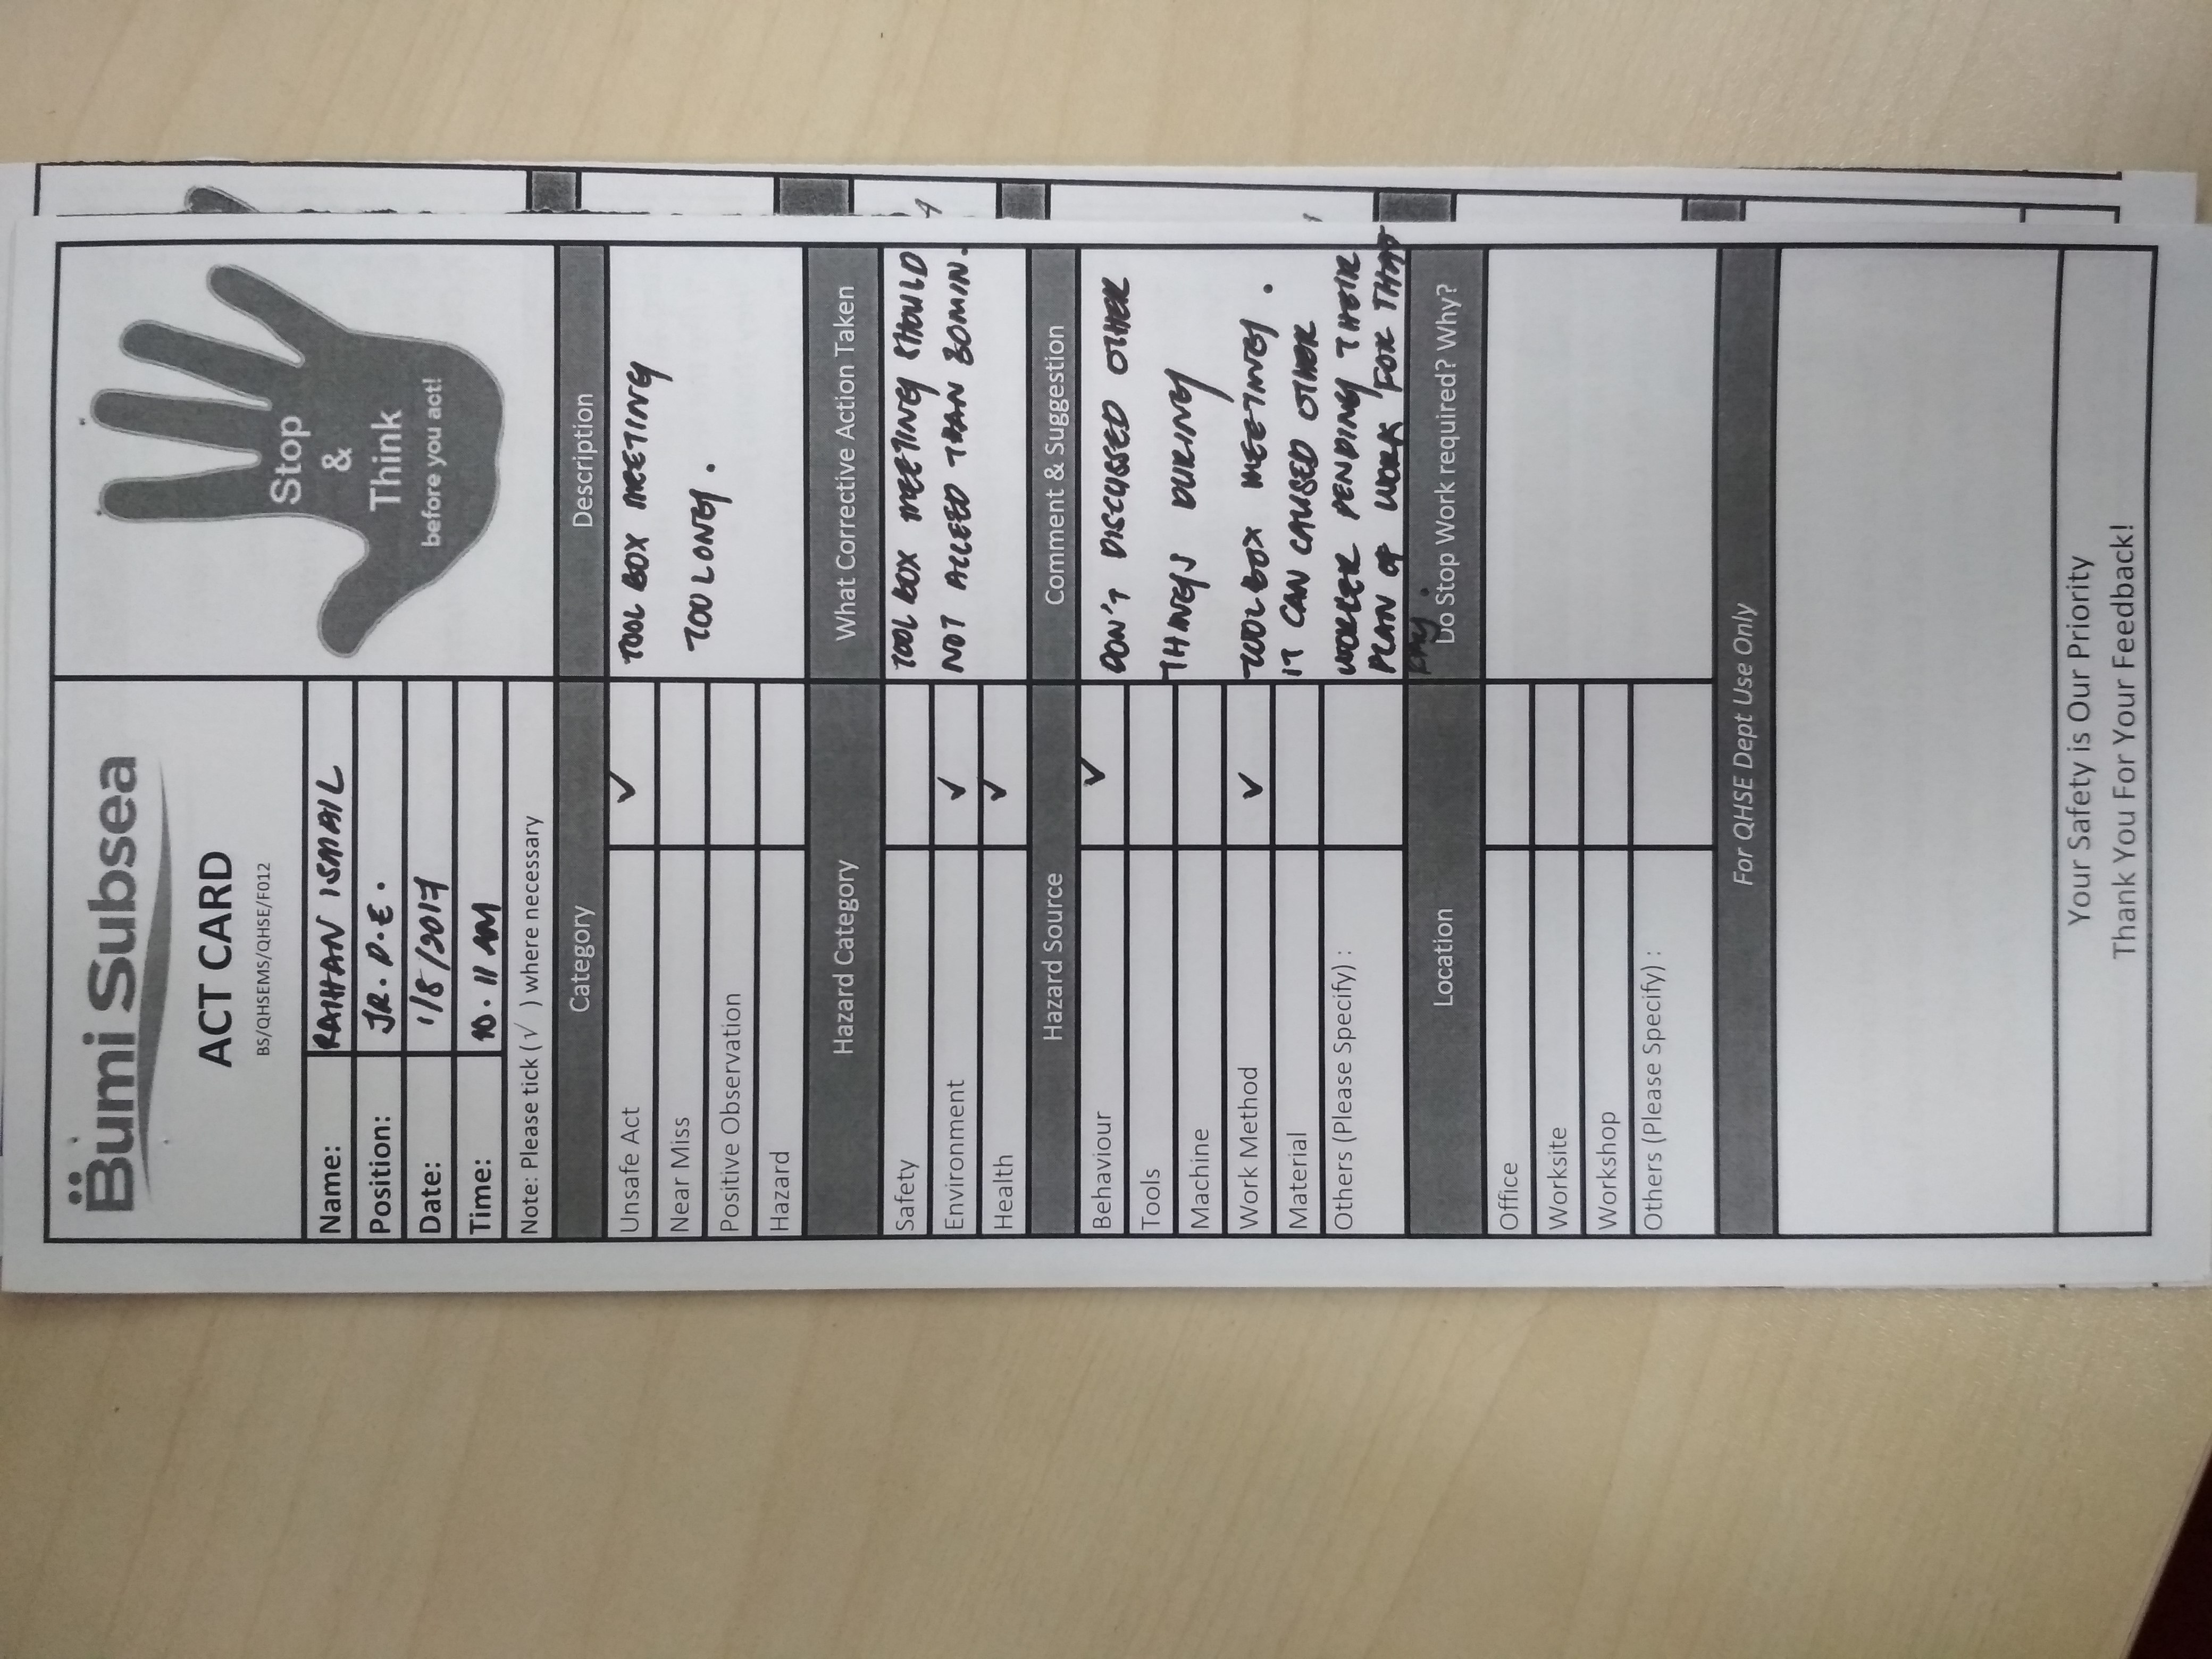 Bumi Subsea
ACT CARD
BS/QHSEMS/QHSE/F012
Stop
&
Think
before you act!
Name: RAIHAN ISMAIL
Position: JR. D.E.
Date: 1/8/2017
Time: 10.11 AM
Note: Please tick ( √ ) where necessary
Category
Description
Unsafe Act ✓
Near Miss
Positive Observation
Hazard
TOOL BOX MEETING
TOO LONG.
Hazard Category
What Corrective Action Taken
Safety
Environment ✓
Health ✓
TOOL BOX MEETING SHOULD
NOT ACCEED THAN 30MIN.
Hazard Source
Comment & Suggestion
Behaviour ✓
Tools
Machine
Work Method ✓
Material
Others (Please Specify) :
DON'T DISCUSSED OTHER
THINGS DURING
TOOL BOX MEETING.
IT CAN CAUSED OTHER
WORKER PENDING THEIR
PLAN OF WORK FOR THAT
DAY.
Location
Do Stop Work required? Why?
Office
Worksite
Workshop
Others (Please Specify) :
For QHSE Dept Use Only
Your Safety is Our Priority
Thank You For Your Feedback!